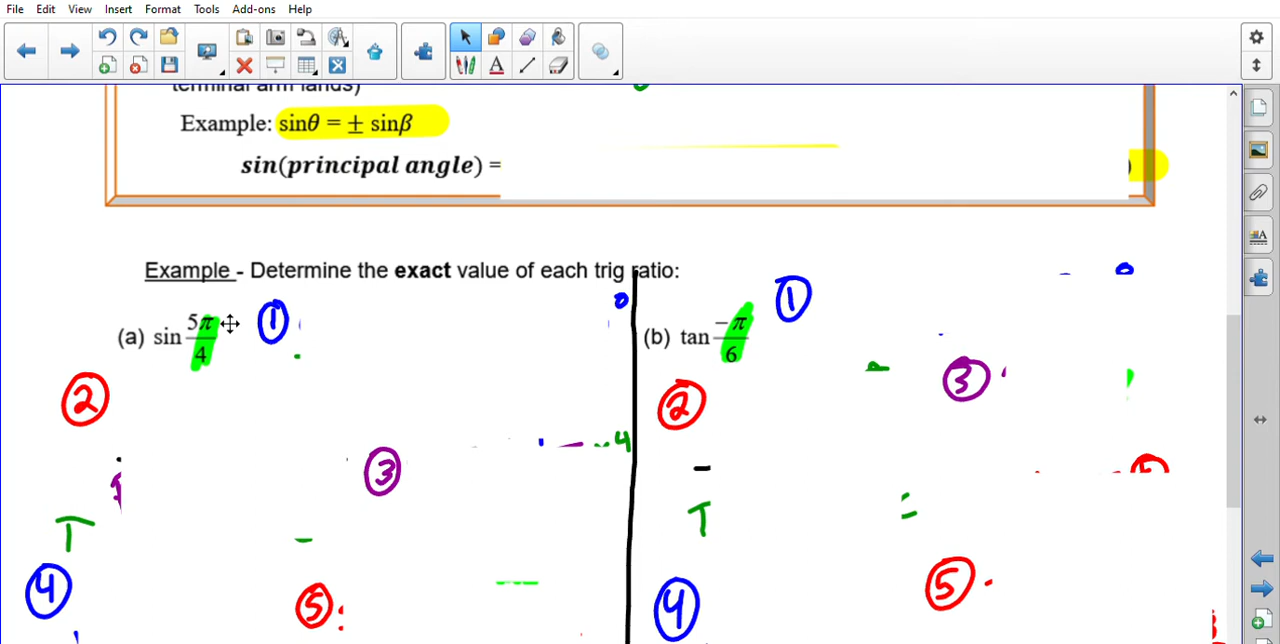 File Edit View Insert Format Tools Add-ons Help
terminal arm lands)
Example: sinθ = ± sinβ
sin(principal angle) =
)
Example - Determine the exact value of each trig ratio:
(a) sin 5π/4 ① (b) tan -π/6 ①
② ② ③
③ 4
T T =
④ ⑤: ④ ⑤